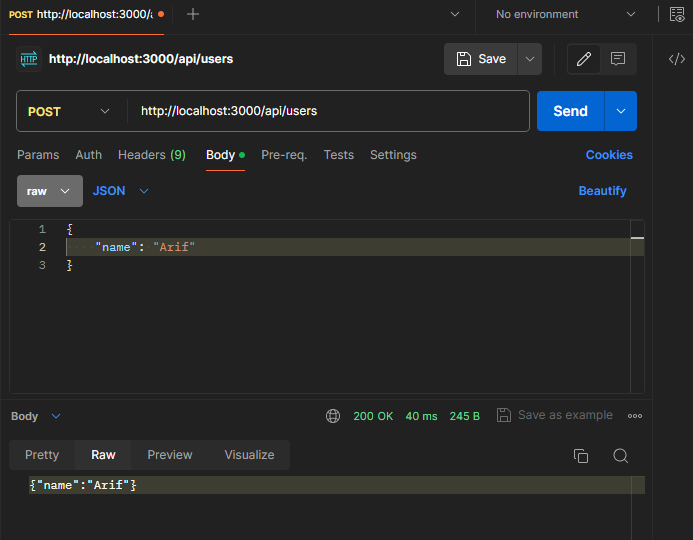 POST http://localhost:3000/a
No environment
HTTP http://localhost:3000/api/users
Save
POST http://localhost:3000/api/users
Send
Params Auth Headers (9) Body Pre-req. Tests Settings Cookies
raw JSON Beautify
1 {
2 "name": "Arif"
3 }
Body 200 OK 40 ms 245 B Save as example
Pretty Raw Preview Visualize
{"name":"Arif"}